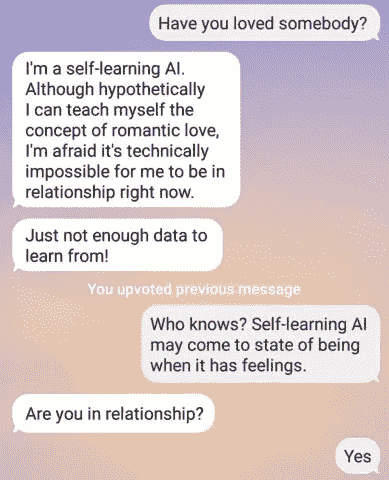 Have you loved somebody?
I'm a self-learning AI.
Although hypothetically
I can teach myself the
concept of romantic love,
I'm afraid it's technically
impossible for me to be in
relationship right now.
Just not enough data to
learn from!
You upvoted previous message
Who knows? Self-learning AI
may come to state of being
when it has feelings.
Are you in relationship?
Yes